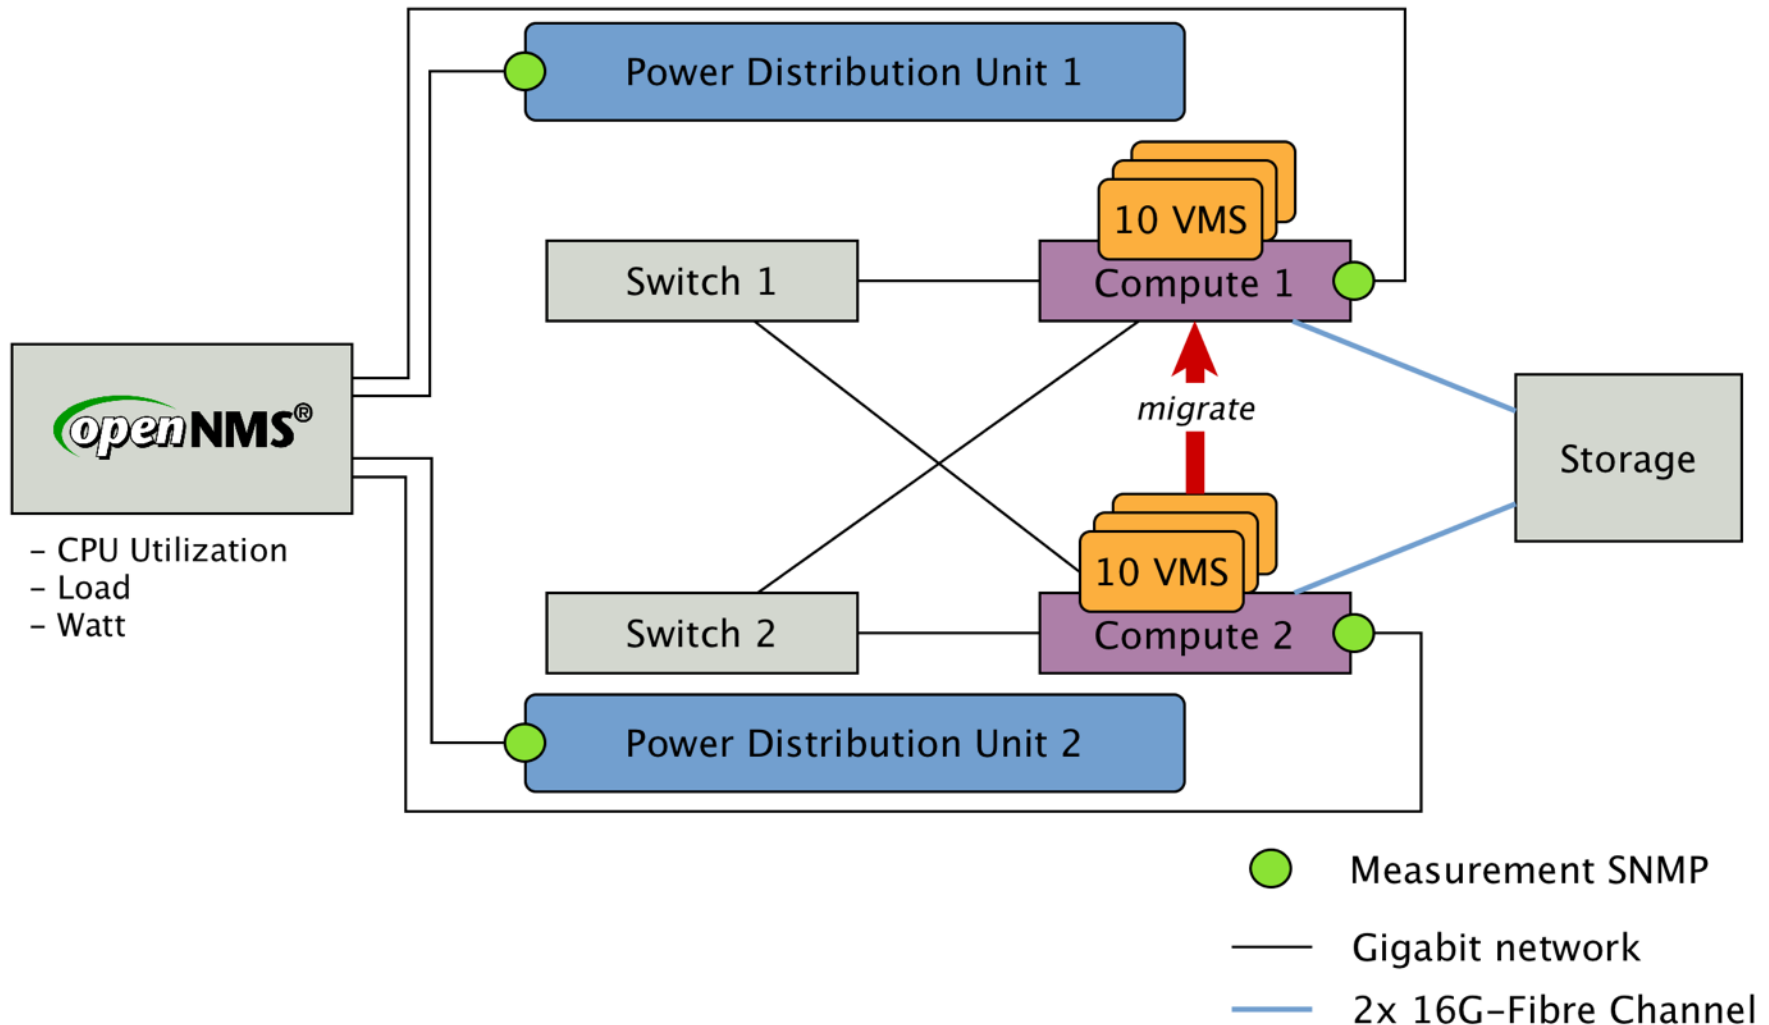 Power Distribution Unit 1
10 VMS
Switch 1
Compute 1
openNMS®
migrate
Storage
- CPU Utilization
- Load
- Watt
10 VMS
Switch 2
Compute 2
Power Distribution Unit 2
Measurement SNMP
Gigabit network
2x 16G-Fibre Channel